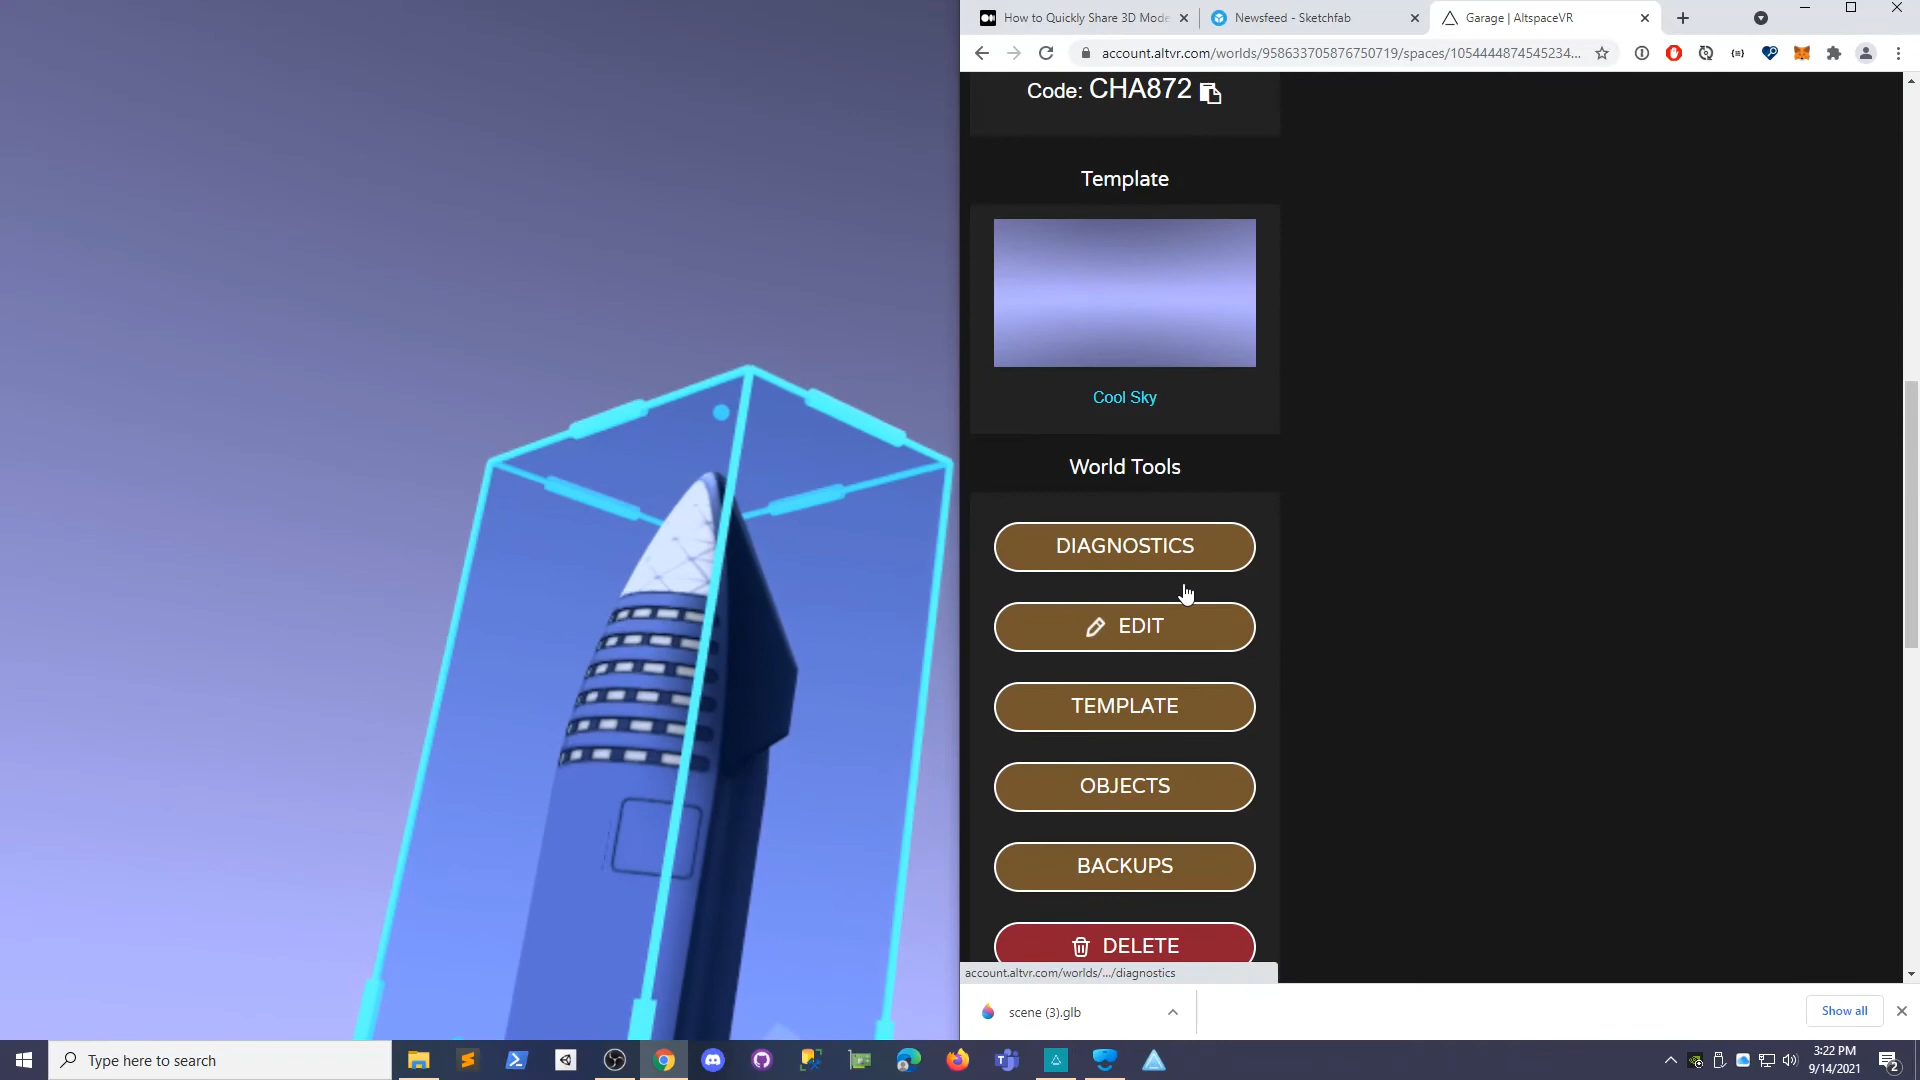 How to Quickly Share 3D Mode
Newsfeed - Sketchfab
Garage | AltspaceVR
account.altvr.com/worlds/958633705876750719/spaces/1054444874545234...
Code: CHA872
Template
Cool Sky
World Tools
DIAGNOSTICS
EDIT
TEMPLATE
OBJECTS
BACKUPS
DELETE
account.altvr.com/worlds/.../diagnostics
scene (3).glb
Show all
Type here to search
3:22 PM
9/14/2021
2